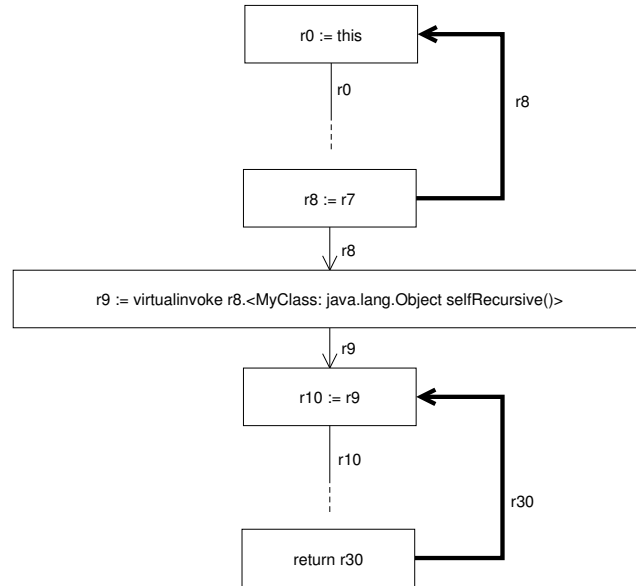 r0 := this
r0
r8
r8 := r7
r8
r9 := virtualinvoke r8.<MyClass: java.lang.Object selfRecursive()>
r9
r10 := r9
r10
r30
return r30